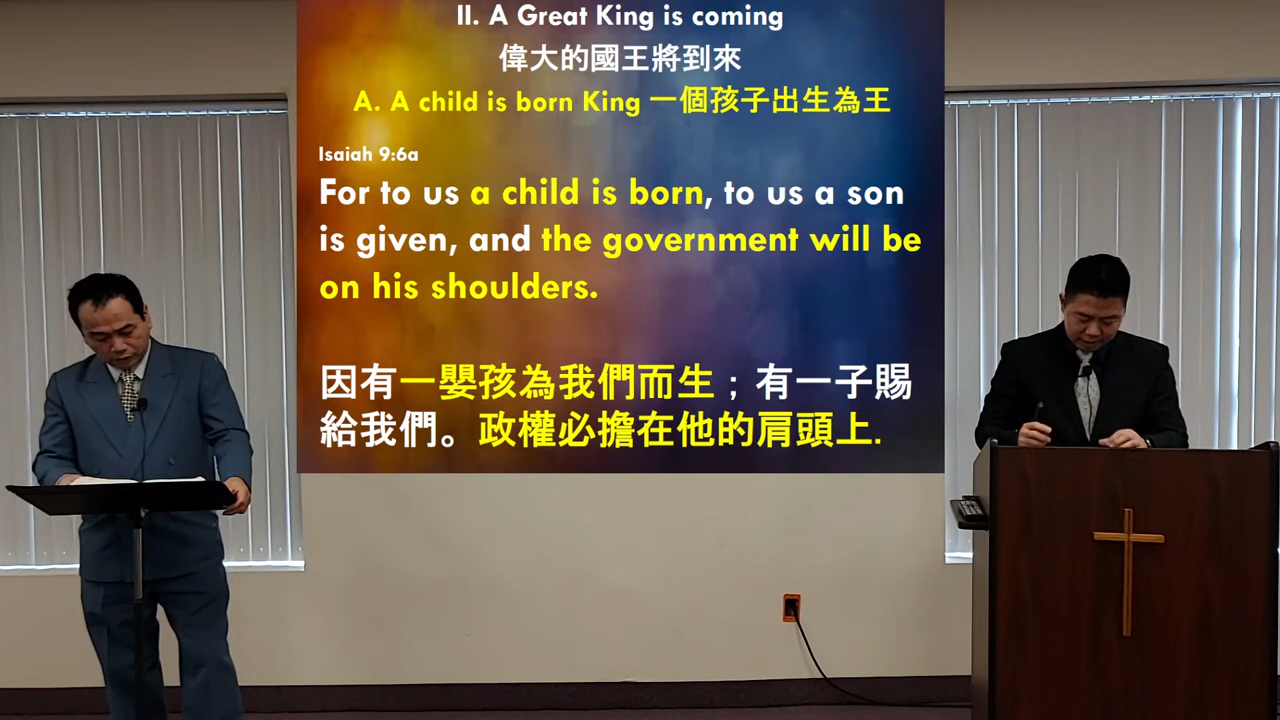 II. A Great King is coming
偉大的國王將到來
A. A child is born King 一個孩子出生為王
Isaiah 9:6a
For to us a child is born, to us a son
is given, and the government will be
on his shoulders.
因有一嬰孩為我們而生；有一子賜
給我們。政權必擔在他的肩頭上.